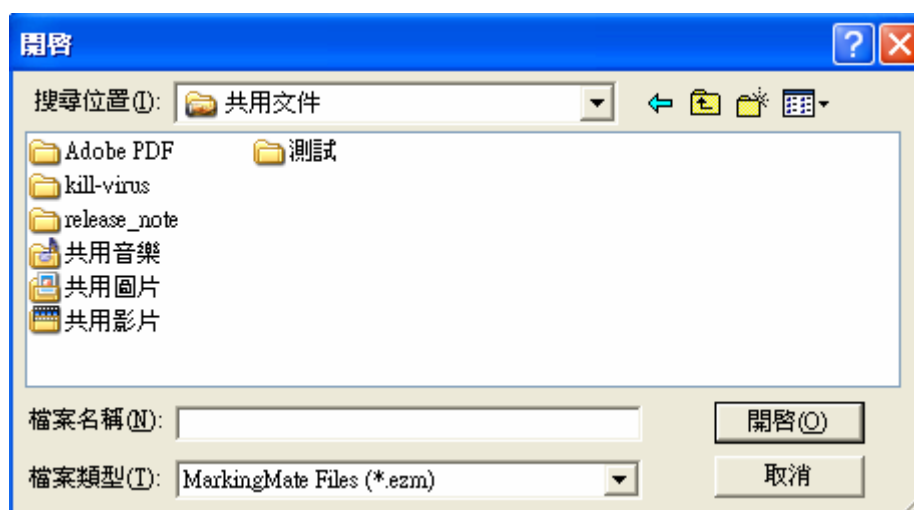 開啓
搜尋位置(I): 共用文件
Adobe PDF 測試
kill-virus
release_note
共用音樂
共用圖片
共用影片
檔案名稱(N): 開啓(O)
檔案類型(T): MarkingMate Files (*.ezm) 取消